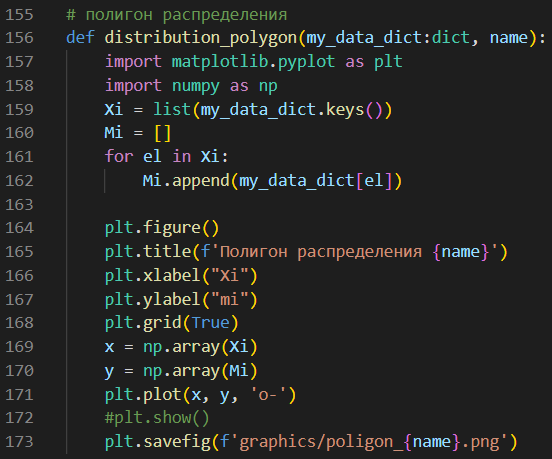 155 # полигон распределения
156 def distribution_polygon(my_data_dict:dict, name):
157     import matplotlib.pyplot as plt
158     import numpy as np
159     Xi = list(my_data_dict.keys())
160     Mi = []
161     for el in Xi:
162         Mi.append(my_data_dict[el])
163
164     plt.figure()
165     plt.title(f'Полигон распределения {name}')
166     plt.xlabel("Xi")
167     plt.ylabel("mi")
168     plt.grid(True)
169     x = np.array(Xi)
170     y = np.array(Mi)
171     plt.plot(x, y, 'o-')
172     #plt.show()
173     plt.savefig(f'graphics/poligon_{name}.png')